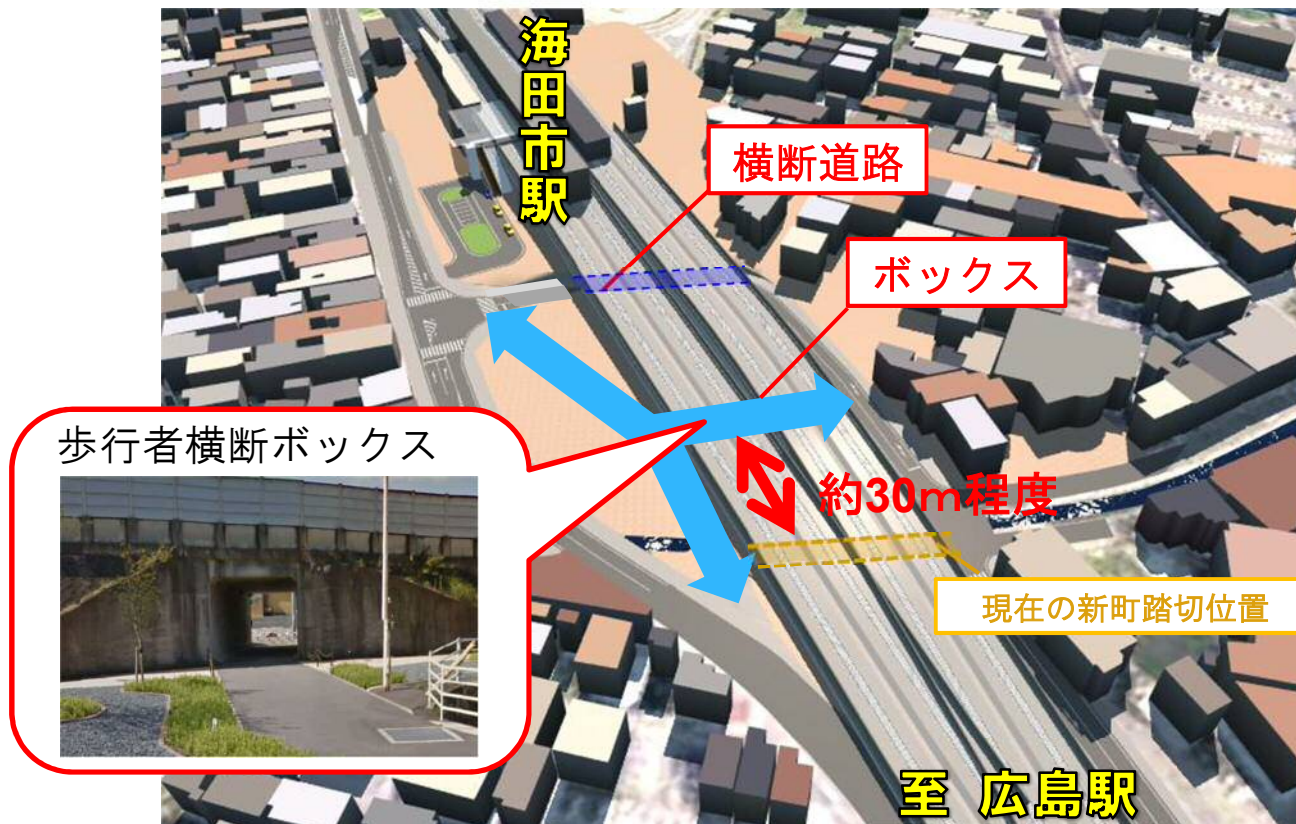 海田市駅
横断道路
ボックス
歩行者横断ボックス
約30m程度
現在の新町踏切位置
至 広島駅